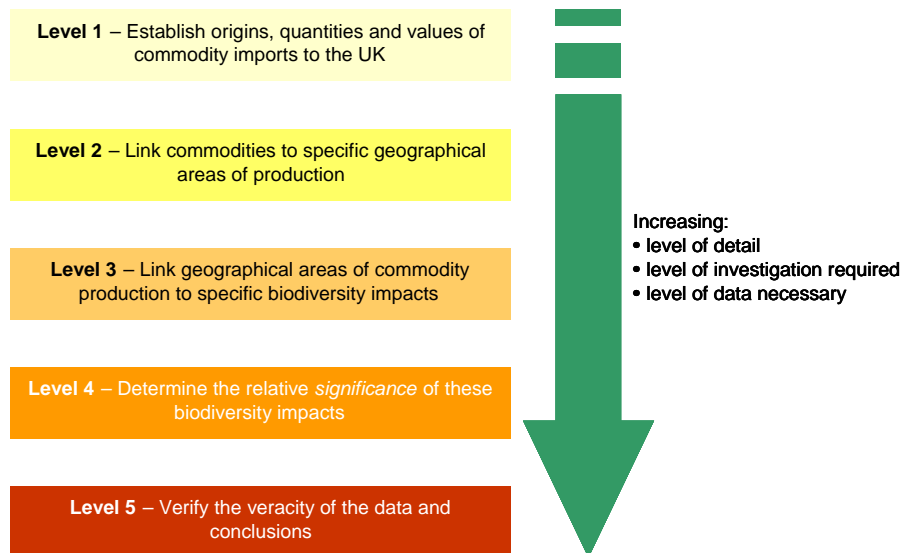 Level 1 – Establish origins, quantities and values of
commodity imports to the UK
Level 2 – Link commodities to specific geographical
areas of production
Level 3 – Link geographical areas of commodity
production to specific biodiversity impacts
Level 4 – Determine the relative significance of these
biodiversity impacts
Level 5 – Verify the veracity of the data and
conclusions
Increasing:
• level of detail
• level of investigation required
• level of data necessary